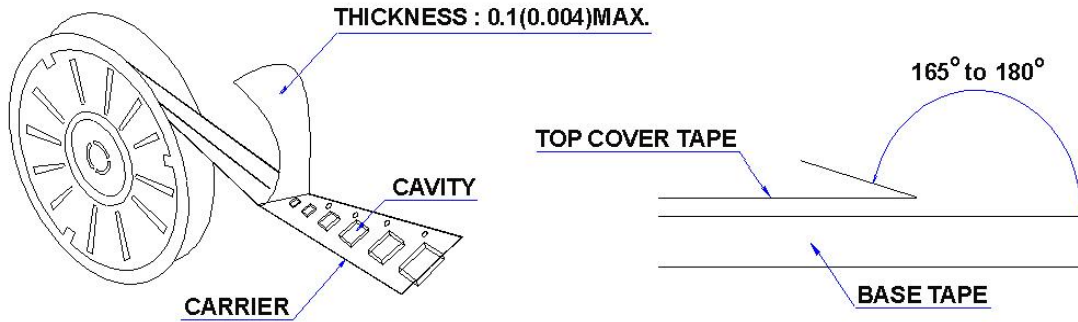 THICKNESS : 0.1(0.004)MAX.
165° to 180°
TOP COVER TAPE
CAVITY
CARRIER
BASE TAPE